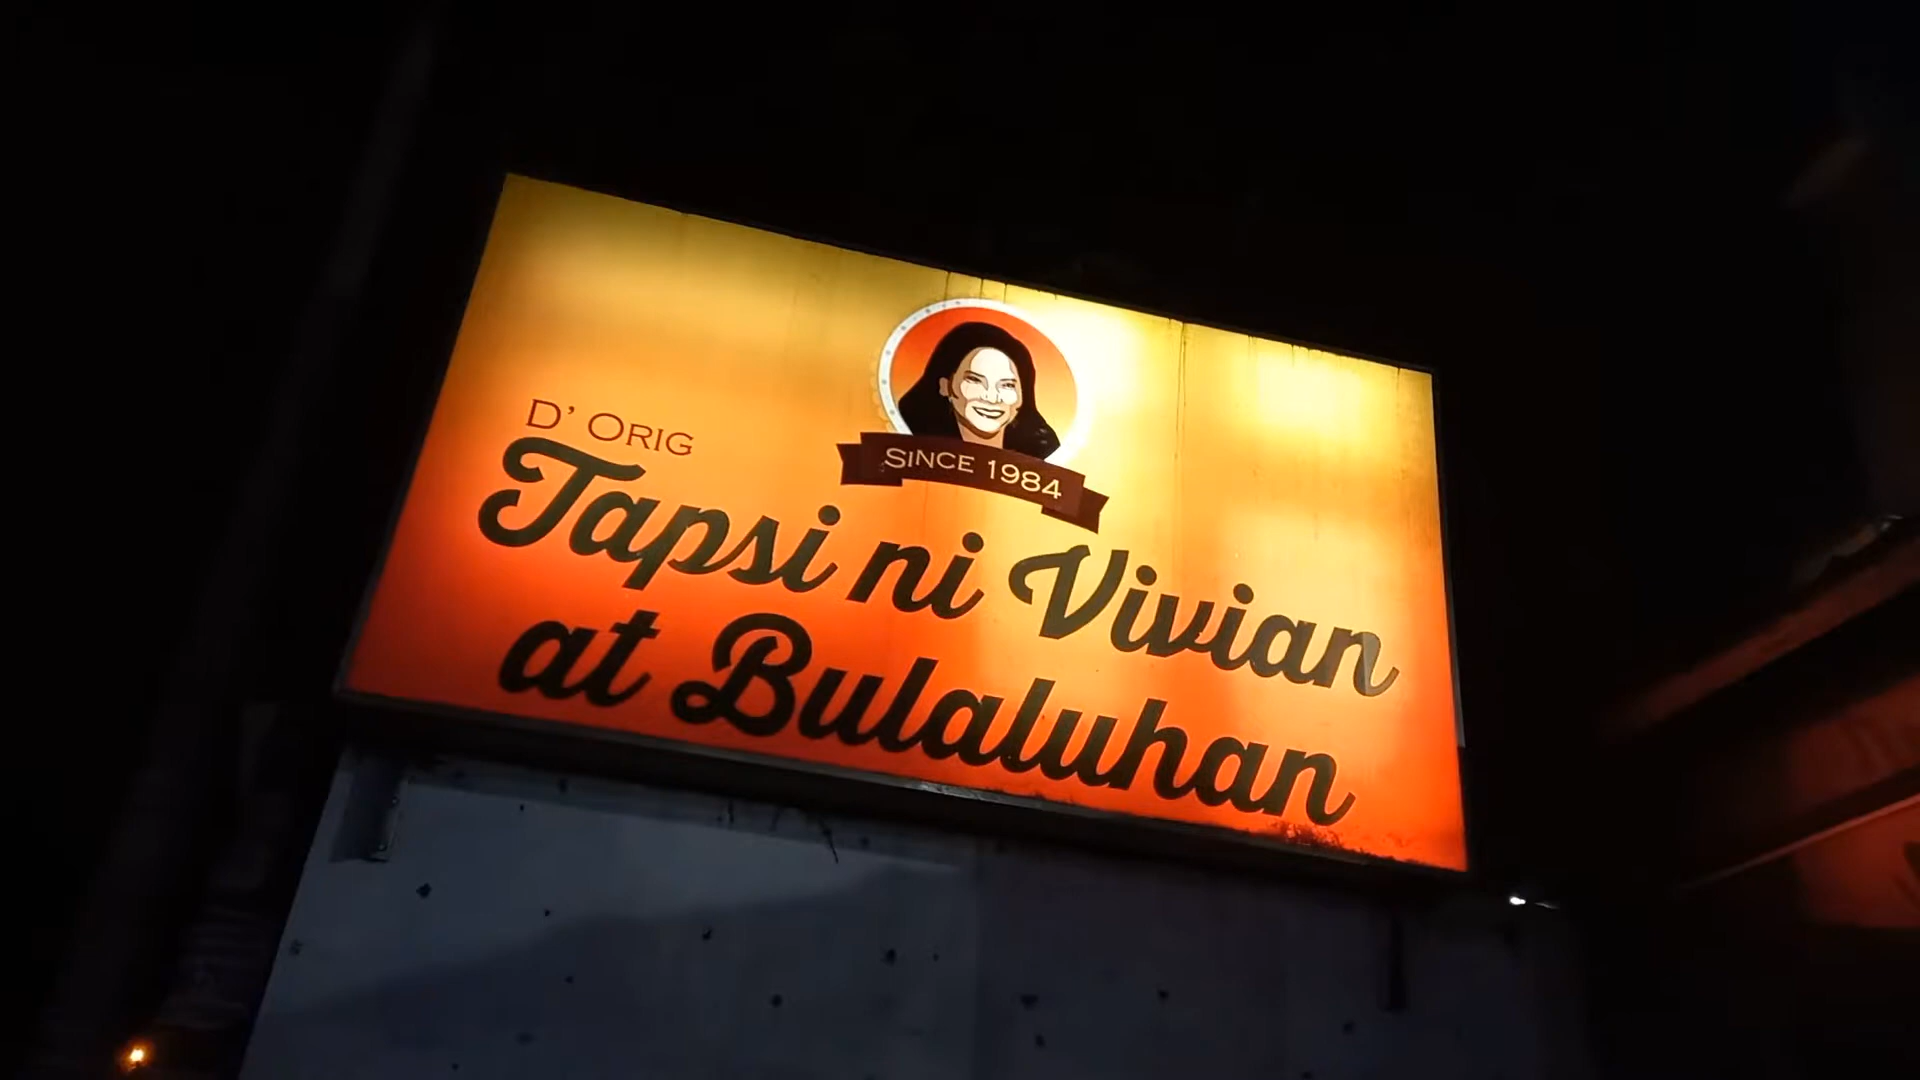 SINCE 1984
D' ORIG
Tapsi ni Vivian
at Bulaluhan